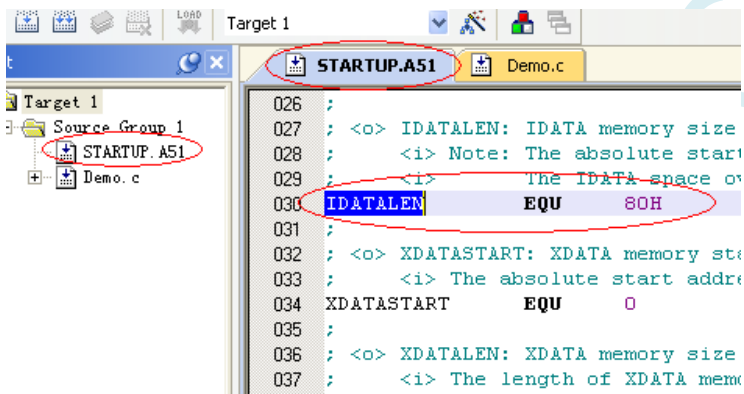 LOAD
Target 1
STARTUP.A51
Demo.c
t
Target 1
Source Group 1
STARTUP.A51
Demo.c
026 ;
027 ; <o> IDATALEN: IDATA memory size
028 ; <i> Note: The absolute start
029 ; <i> The IDATA space ov
030 IDATALEN EQU 80H
031 ;
032 ; <o> XDATASTART: XDATA memory sta
033 ; <i> The absolute start addre
034 XDATASTART EQU 0
035 ;
036 ; <o> XDATALEN: XDATA memory size
037 ; <i> The length of XDATA memo